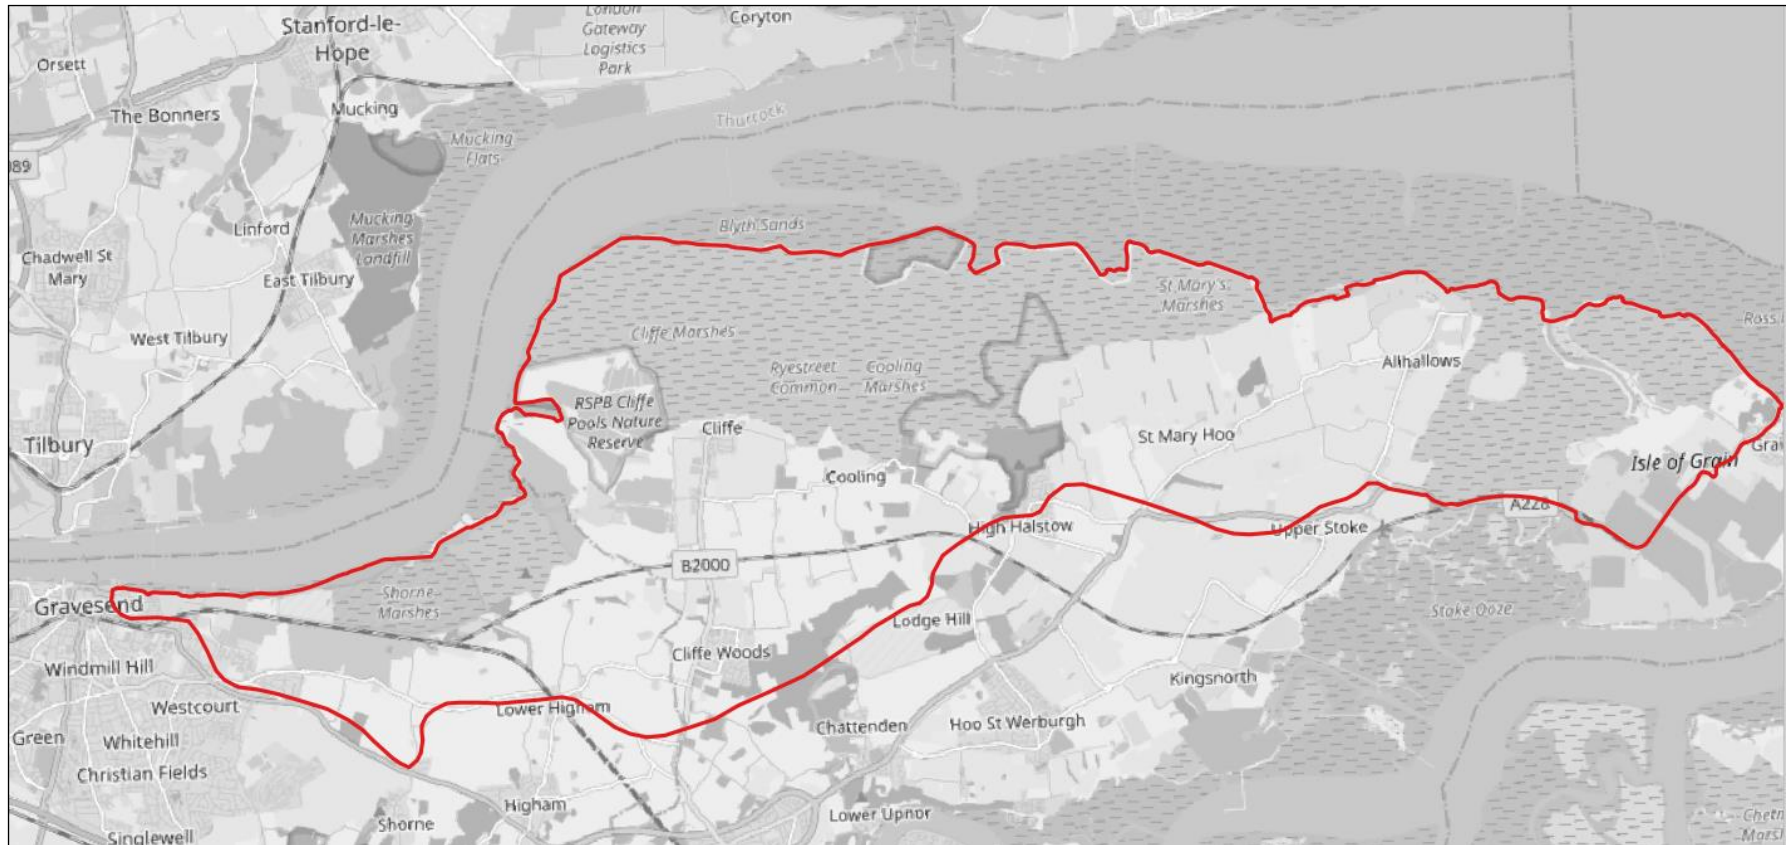 Stanford-le-
Hope
London
Gateway
Logistics
Park
Coryton
Orsett
The Bonners
Mucking
Mucking
Flats
Thurrock
089
Mucking
Marshes
Landfill
Linford
Chadwell St
Mary
East Tilbury
West Tilbury
Tilbury
Blyth Sands
Cliffe Marshes
St Mary's
Marshes
Ryestreet
Common
Cooling
Marshes
Allhallows
RSPB Cliffe
Pools Nature
Reserve
Cliffe
St Mary Hoo
Cooling
Isle of Grain
High Halstow
Upper Stoke
A228
B2000
Gravesend
Shorne
Marshes
Stoke Ooze
Lodge Hill
Windmill Hill
Cliffe Woods
Kingsnorth
Westcourt
Lower Higham
Chattenden
Hoo St Werburgh
Green
Whitehill
Christian Fields
Higham
Shorne
Lower Upnor
Singlewell